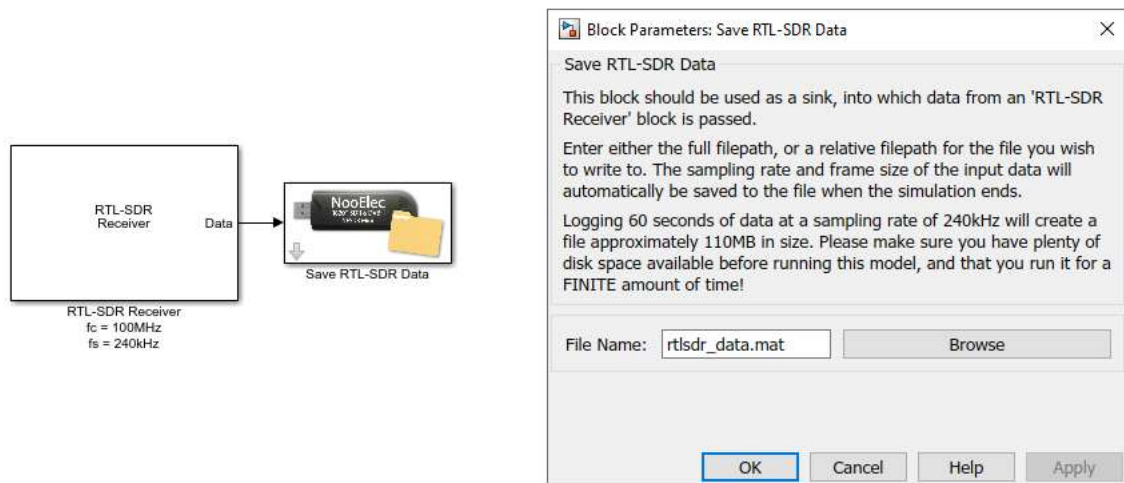 RTL-SDR
Receiver
Data
RTL-SDR Receiver
fc = 100MHz
fs = 240kHz
NooElec
Save RTL-SDR Data
Block Parameters: Save RTL-SDR Data
Save RTL-SDR Data
This block should be used as a sink, into which data from an 'RTL-SDR
Receiver' block is passed.
Enter either the full filepath, or a relative filepath for the file you wish
to write to. The sampling rate and frame size of the input data will
automatically be saved to the file when the simulation ends.
Logging 60 seconds of data at a sampling rate of 240kHz will create a
file approximately 110MB in size. Please make sure you have plenty of
disk space available before running this model, and that you run it for a
FINITE amount of time!
File Name: rtlsdr_data.mat Browse
OK Cancel Help Apply